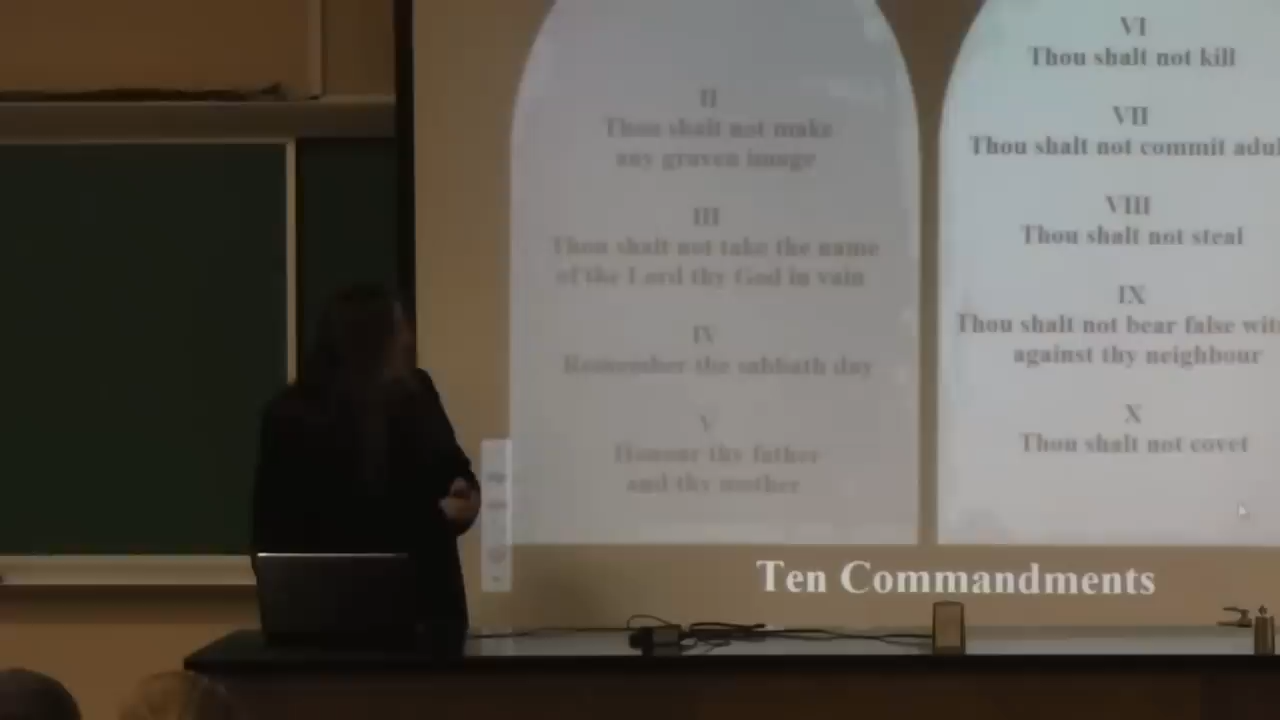 II
Thou shalt not make
any graven image
III
Thou shalt not take the name
of the Lord thy God in vain
IV
Remember the sabbath day
V
Honour thy father
and thy mother
VI
Thou shalt not kill
VII
Thou shalt not commit adul
VIII
Thou shalt not steal
IX
Thou shalt not bear false wit
against thy neighbour
X
Thou shalt not covet
Ten Commandments